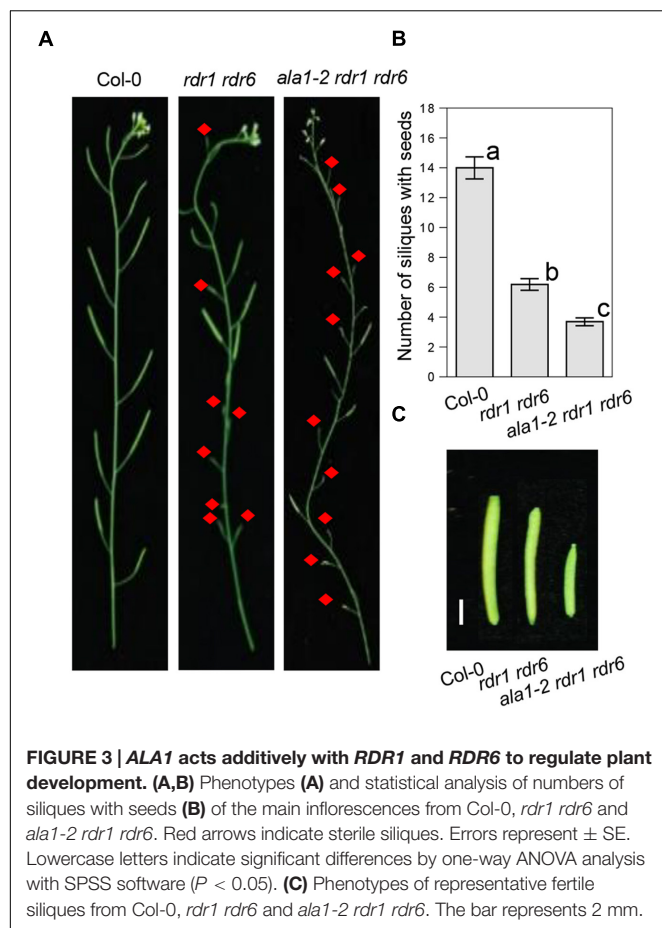 A
Col-0
rdr1 rdr6
ala1-2 rdr1 rdr6
B
Number of siliques with seeds
18
16
14
12
10
8
6
4
2
0
a
b
c
Col-0
rdr1 rdr6
ala1-2 rdr1 rdr6
C
Col-0
rdr1 rdr6
ala1-2 rdr1 rdr6
FIGURE 3 | ALA1 acts additively with RDR1 and RDR6 to regulate plant
development. (A,B) Phenotypes (A) and statistical analysis of numbers of
siliques with seeds (B) of the main inflorescences from Col-0, rdr1 rdr6 and
ala1-2 rdr1 rdr6. Red arrows indicate sterile siliques. Errors represent ± SE.
Lowercase letters indicate significant differences by one-way ANOVA analysis
with SPSS software (P < 0.05). (C) Phenotypes of representative fertile
siliques from Col-0, rdr1 rdr6 and ala1-2 rdr1 rdr6. The bar represents 2 mm.